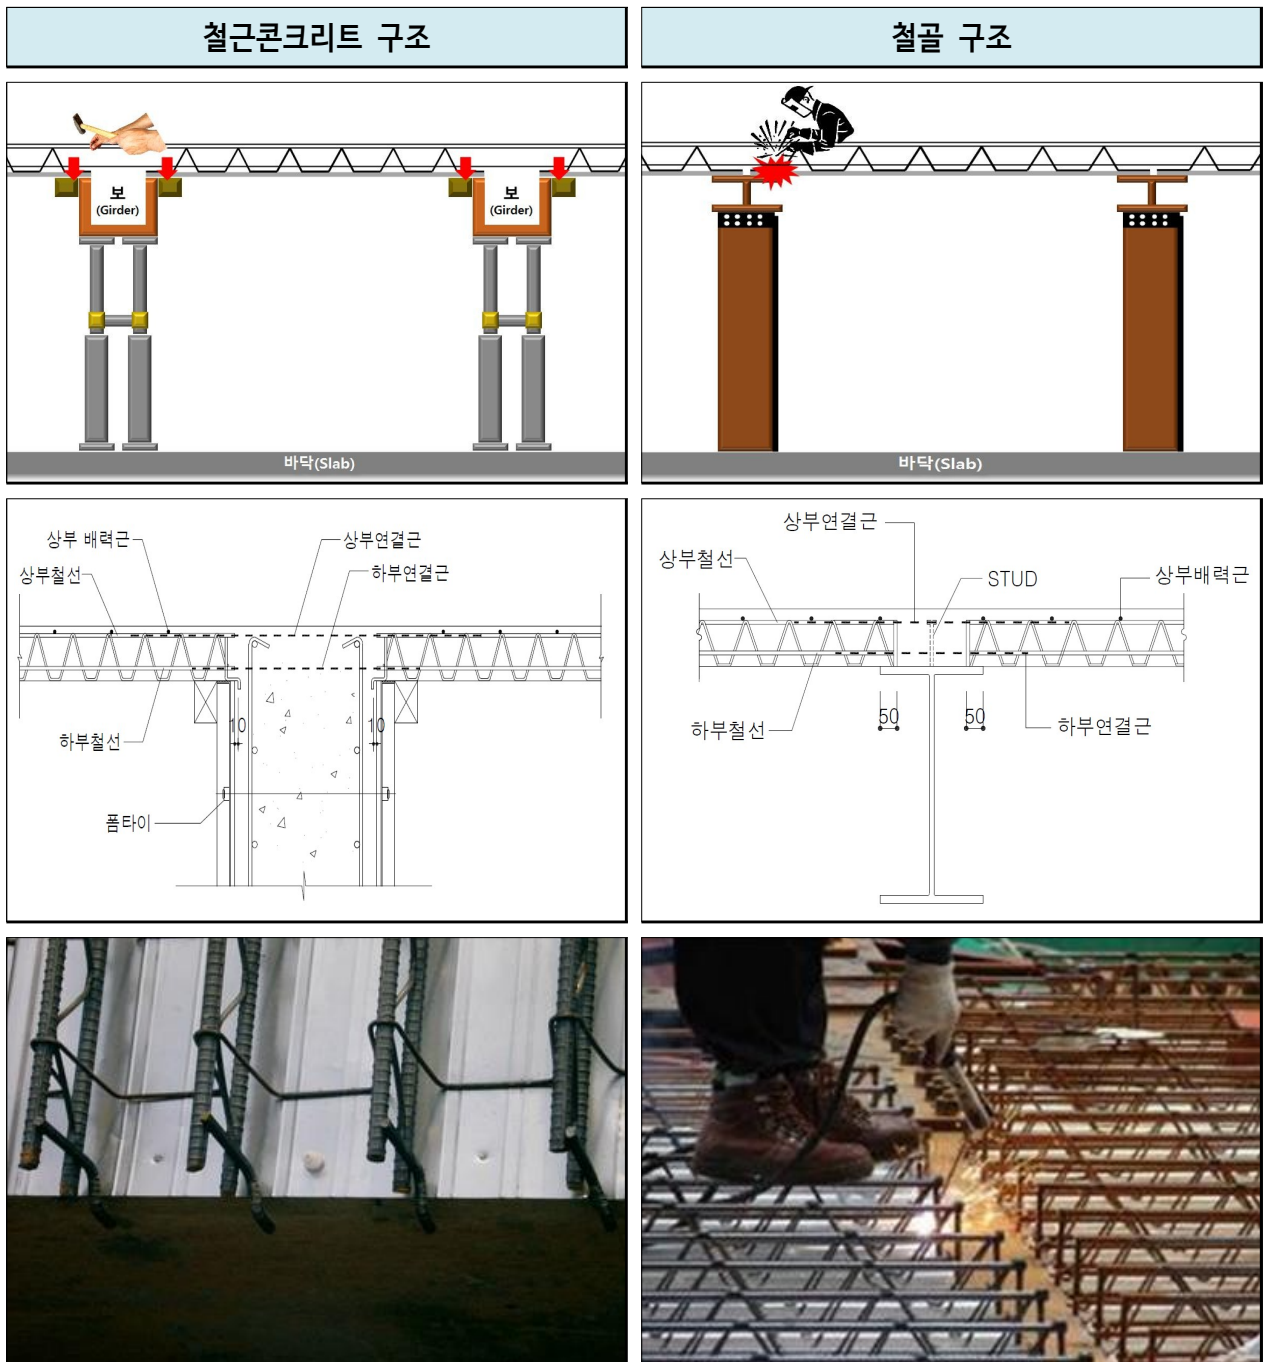 철근콘크리트 구조
철골 구조
보
(Girder)
보
(Girder)
바닥(Slab)
바닥(Slab)
상부 배력근
상부연결근
상부철선
하부연결근
10
10
하부철선
폼타이
상부연결근
상부철선
STUD
상부배력근
50
50
하부철선
하부연결근